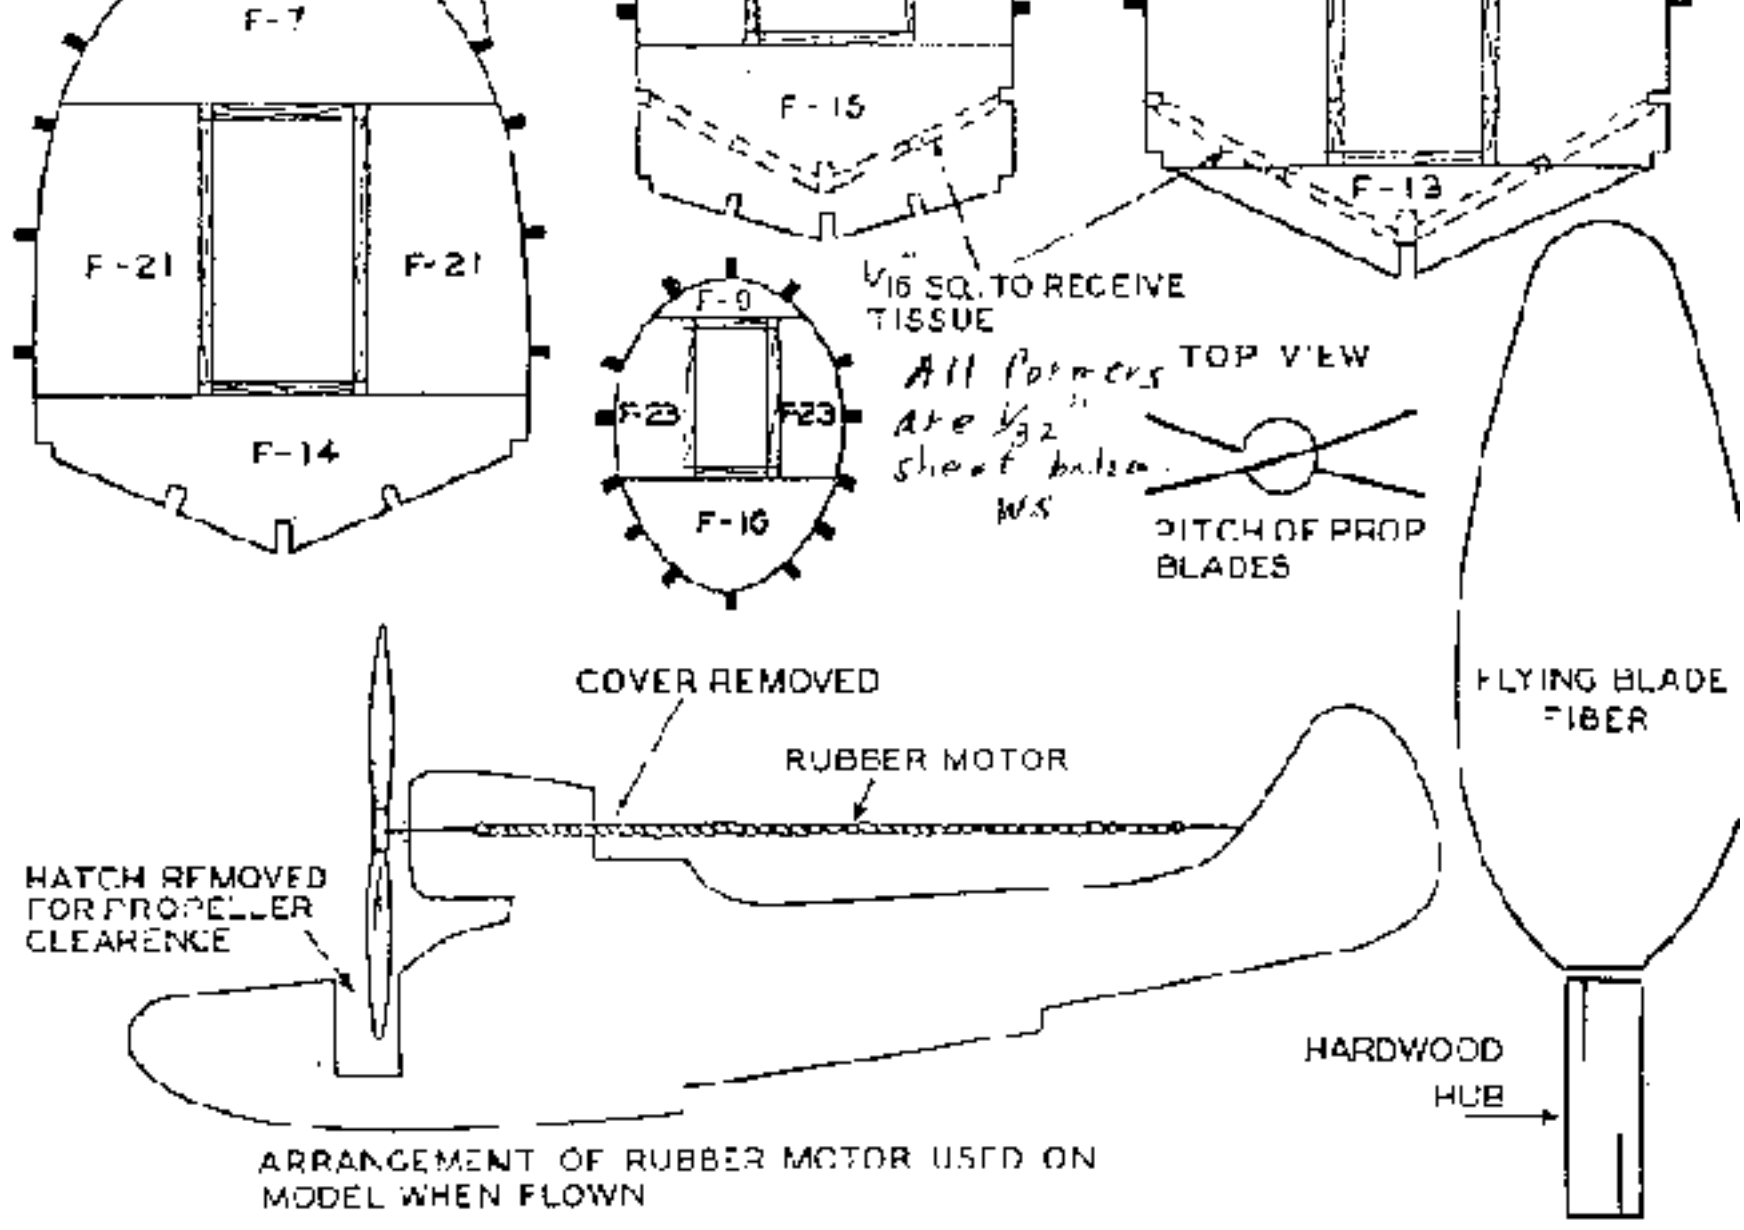 F-7
F-15
F-13
F-21
F-21
F-9
1/16" SQ. TO RECEIVE
TISSUE
All formers
are 1/32"
sheet balsa.
WS
TOP VIEW
F-23
F-23
F-14
F-16
PITCH OF PROP
BLADES
COVER REMOVED
RUBBER MOTOR
FLYING BLADE
FIBER
HATCH REMOVED
FOR PROPELLER
CLEARENCE
HARDWOOD
HUB
ARRANGEMENT OF RUBBER MOTOR USED ON
MODEL WHEN FLOWN